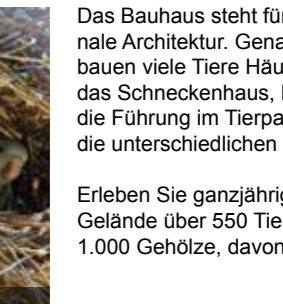 Das Bauhaus steht für
nale Architektur. Gena
bauen viele Tiere Häu
das Schneckenhaus,
die Führung im Tierpa
die unterschiedlichen
Erleben Sie ganzjährig
Gelände über 550 Tie
1.000 Gehölze, davon